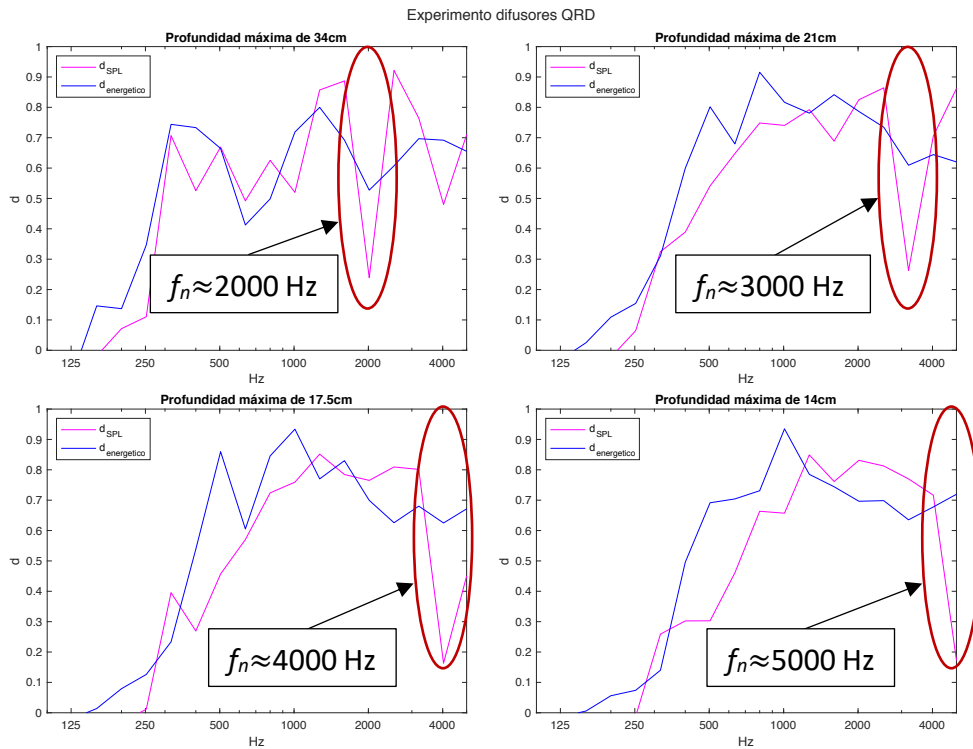 Experimento difusores QRD
Profundidad máxima de 34cm
d_SPL
d_energetico
1
0.9
0.8
0.7
0.6
0.5
0.4
0.3
0.2
0.1
0
d
125 250 500 1000 2000 4000
Hz
fn≈2000 Hz
Profundidad máxima de 21cm
d_SPL
d_energetico
1
0.9
0.8
0.7
0.6
0.5
0.4
0.3
0.2
0.1
0
d
125 250 500 1000 2000 4000
Hz
fn≈3000 Hz
Profundidad máxima de 17.5cm
d_SPL
d_energetico
1
0.9
0.8
0.7
0.6
0.5
0.4
0.3
0.2
0.1
0
d
125 250 500 1000 2000 4000
Hz
fn≈4000 Hz
Profundidad máxima de 14cm
d_SPL
d_energetico
1
0.9
0.8
0.7
0.6
0.5
0.4
0.3
0.2
0.1
0
d
125 250 500 1000 2000 4000
Hz
fn≈5000 Hz